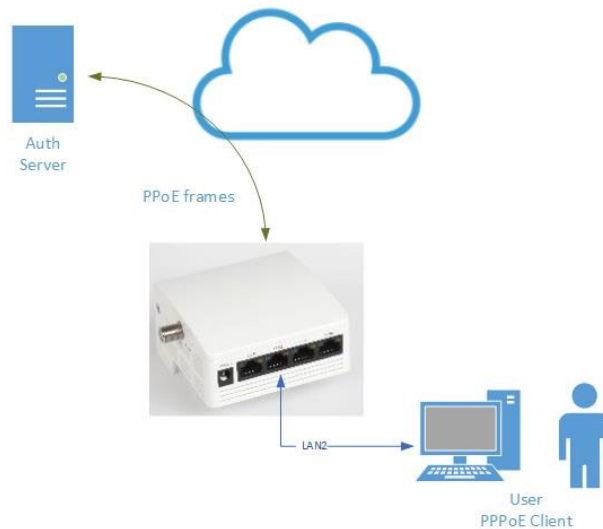 Auth
Server
PPoE frames
LAN2
User
PPPoE Client